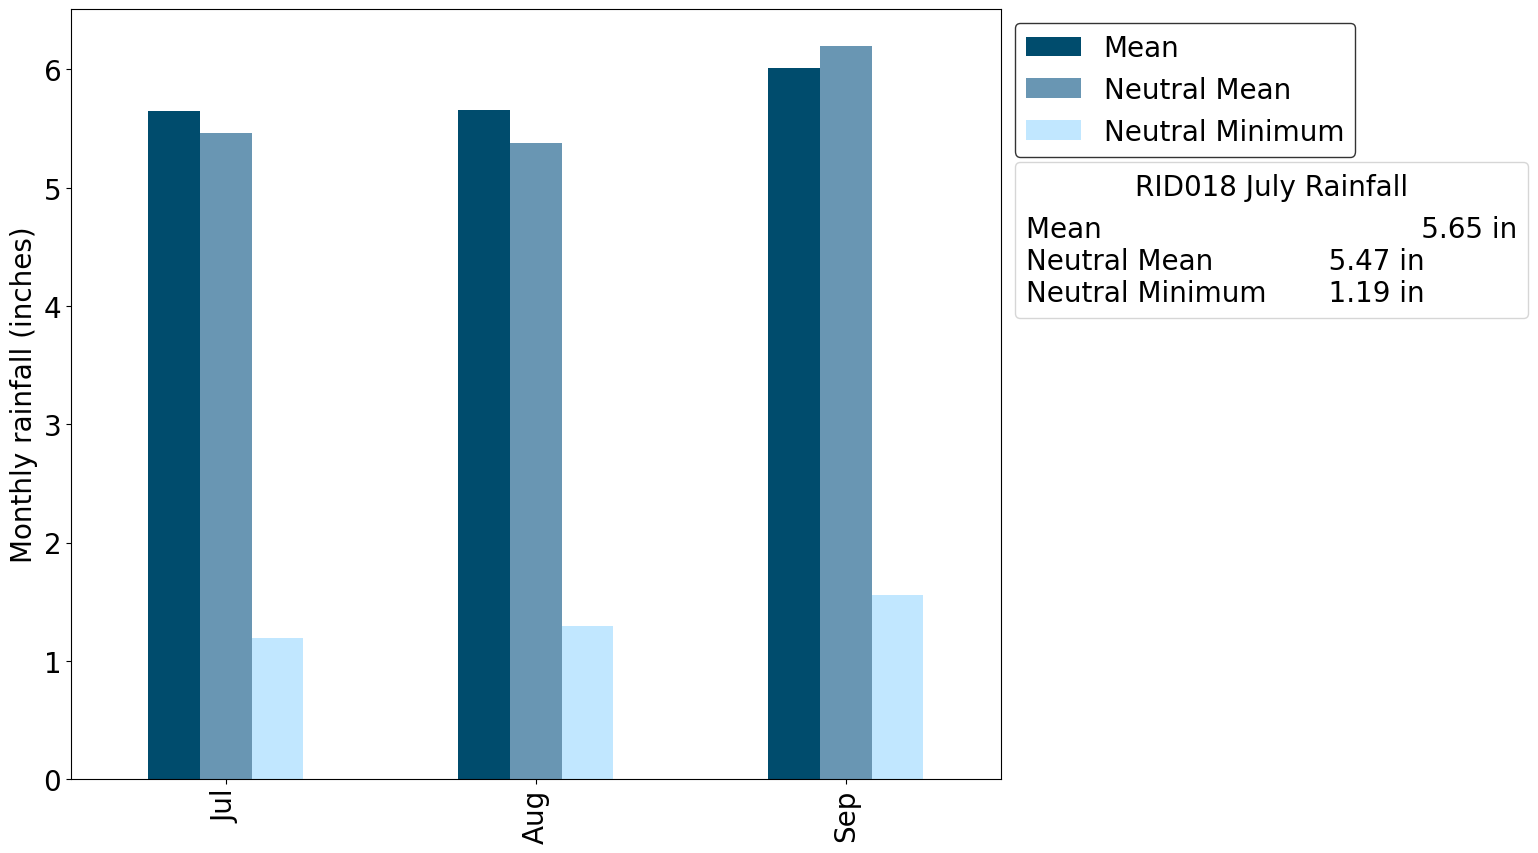 Mean
Neutral Mean
Neutral Minimum
RID018 July Rainfall
Mean 5.65 in
Neutral Mean 5.47 in
Neutral Minimum 1.19 in
Monthly rainfall (inches)
6
5
4
3
2
1
0
Jul
Aug
Sep